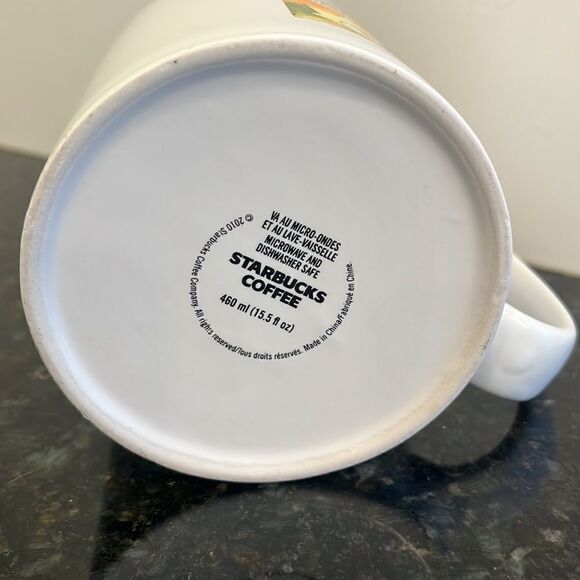 VA AU MICRO-ONDES
ET AU LAVE-VAISSELLE
MICROWAVE AND
DISHWASHER SAFE
STARBUCKS
COFFEE
460 ml (15.5 fl oz)
© 2010 Starbucks Coffee Company. All rights reserved/Tous droits réservés. Made in China/Fabriqué en Chine.